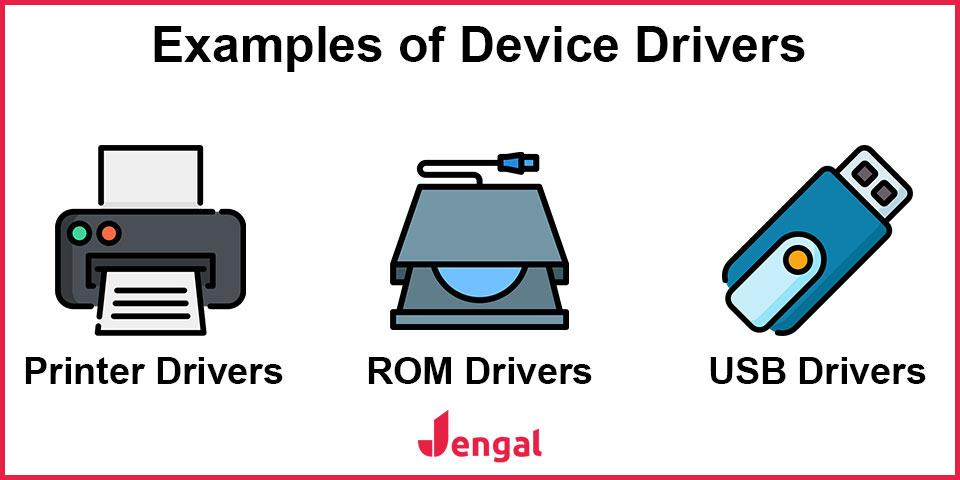 Examples of Device Drivers
Printer Drivers
ROM Drivers
USB Drivers
Jengal